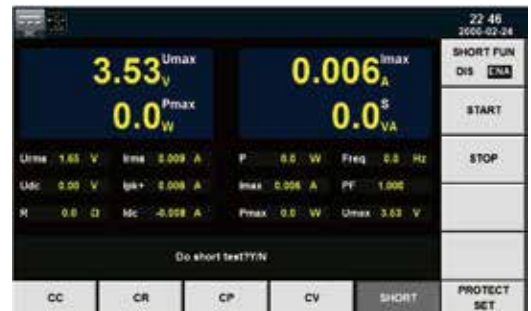 22 46
2000-02-24
3.53 V Umax
0.006 A Imax
0.0 W Pmax
0.0 VA S
SHORT FUN
DIS ENA
START
STOP
Urms 1.65 V Irms 0.009 A P 0.0 W Freq 0.0 Hz
Udc 0.00 V Ipk+ 0.006 A Imax 0.006 A PF 1.000
R 0.0 Ω Idc -0.008 A Pmax 0.0 W Umax 3.53 V
Do short test?Y/N
CC CR CP CV SHORT
PROTECT
SET